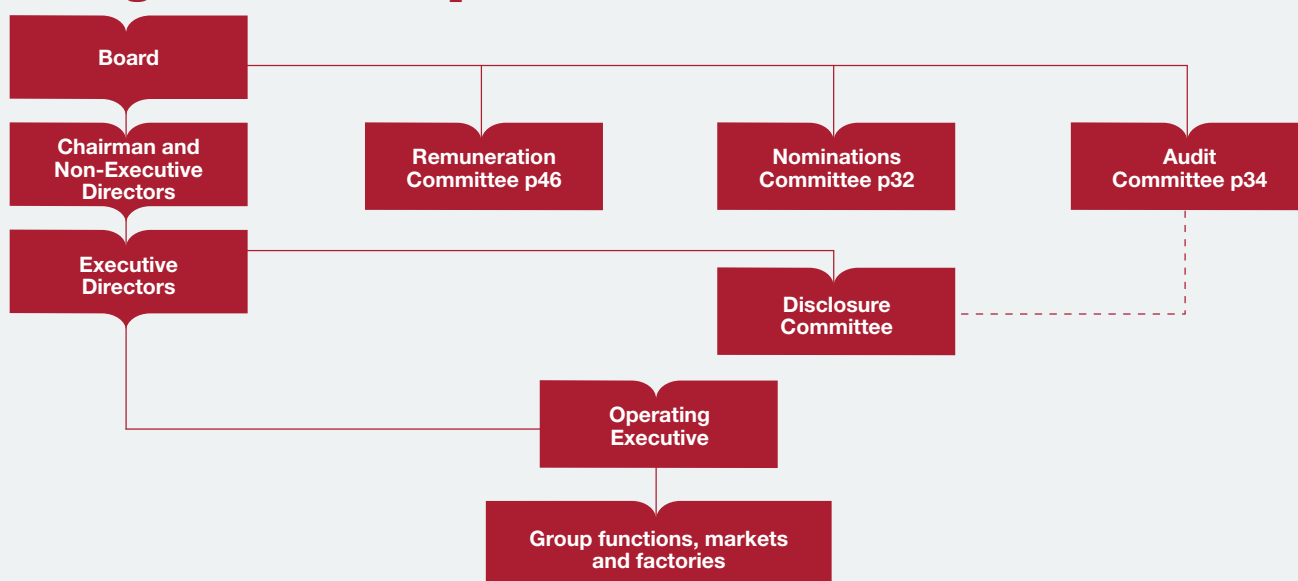 Board
Chairman and
Non-Executive
Directors
Remuneration
Committee p46
Nominations
Committee p32
Audit
Committee p34
Executive
Directors
Disclosure
Committee
Operating
Executive
Group functions, markets
and factories